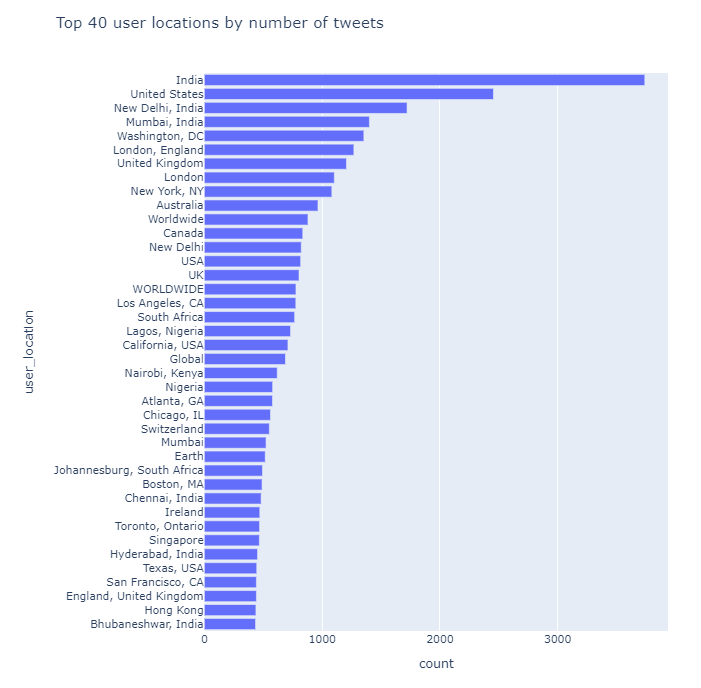 Top 40 user locations by number of tweets
user_location
India
United States
New Delhi, India
Mumbai, India
Washington, DC
London, England
United Kingdom
London
New York, NY
Australia
Worldwide
Canada
New Delhi
USA
UK
WORLDWIDE
Los Angeles, CA
South Africa
Lagos, Nigeria
California, USA
Global
Nairobi, Kenya
Nigeria
Atlanta, GA
Chicago, IL
Switzerland
Mumbai
Earth
Johannesburg, South Africa
Boston, MA
Chennai, India
Ireland
Toronto, Ontario
Singapore
Hyderabad, India
Texas, USA
San Francisco, CA
England, United Kingdom
Hong Kong
Bhubaneshwar, India
0 1000 2000 3000
count